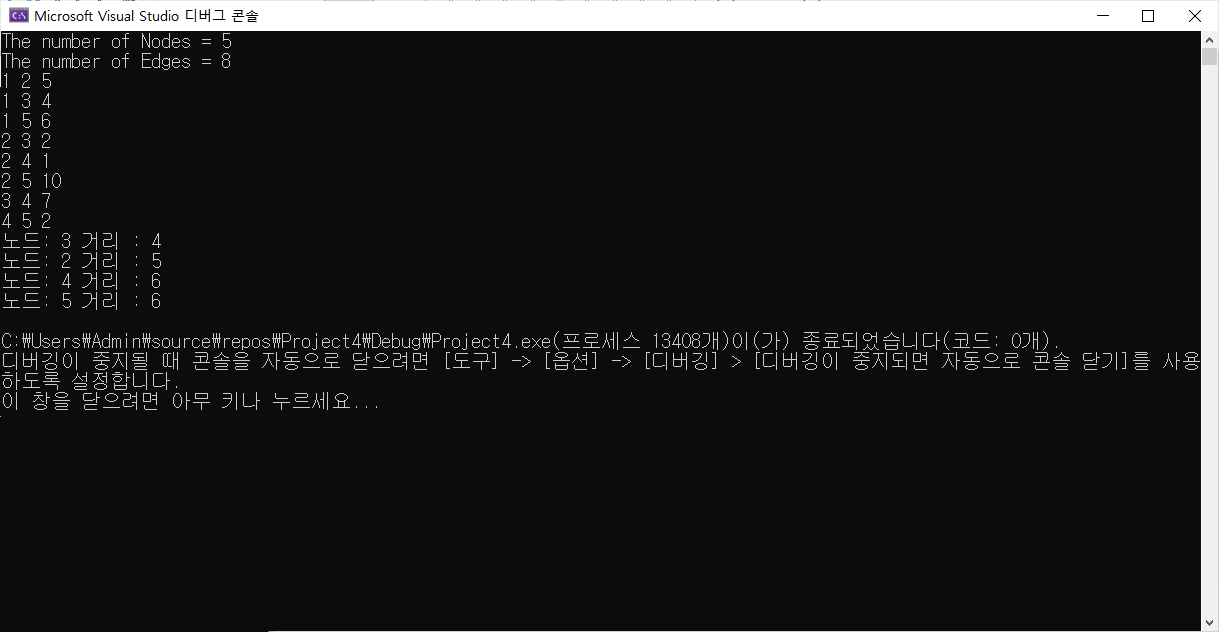 Microsoft Visual Studio 디버그 콘솔
The number of Nodes = 5
The number of Edges = 8
1 2 5
1 3 4
1 5 6
2 3 2
2 4 1
2 5 10
3 4 7
4 5 2
노드: 3 거리 : 4
노드: 2 거리 : 5
노드: 4 거리 : 6
노드: 5 거리 : 6
C:₩Users₩Admin₩source₩repos₩Project4₩Debug₩Project4.exe(프로세스 13408개)이(가) 종료되었습니다(코드: 0개).
디버깅이 중지될 때 콘솔을 자동으로 닫으려면 [도구] -> [옵션] -> [디버깅] > [디버깅이 중지되면 자동으로 콘솔 닫기]를 사용
하도록 설정합니다.
이 창을 닫으려면 아무 키나 누르세요...